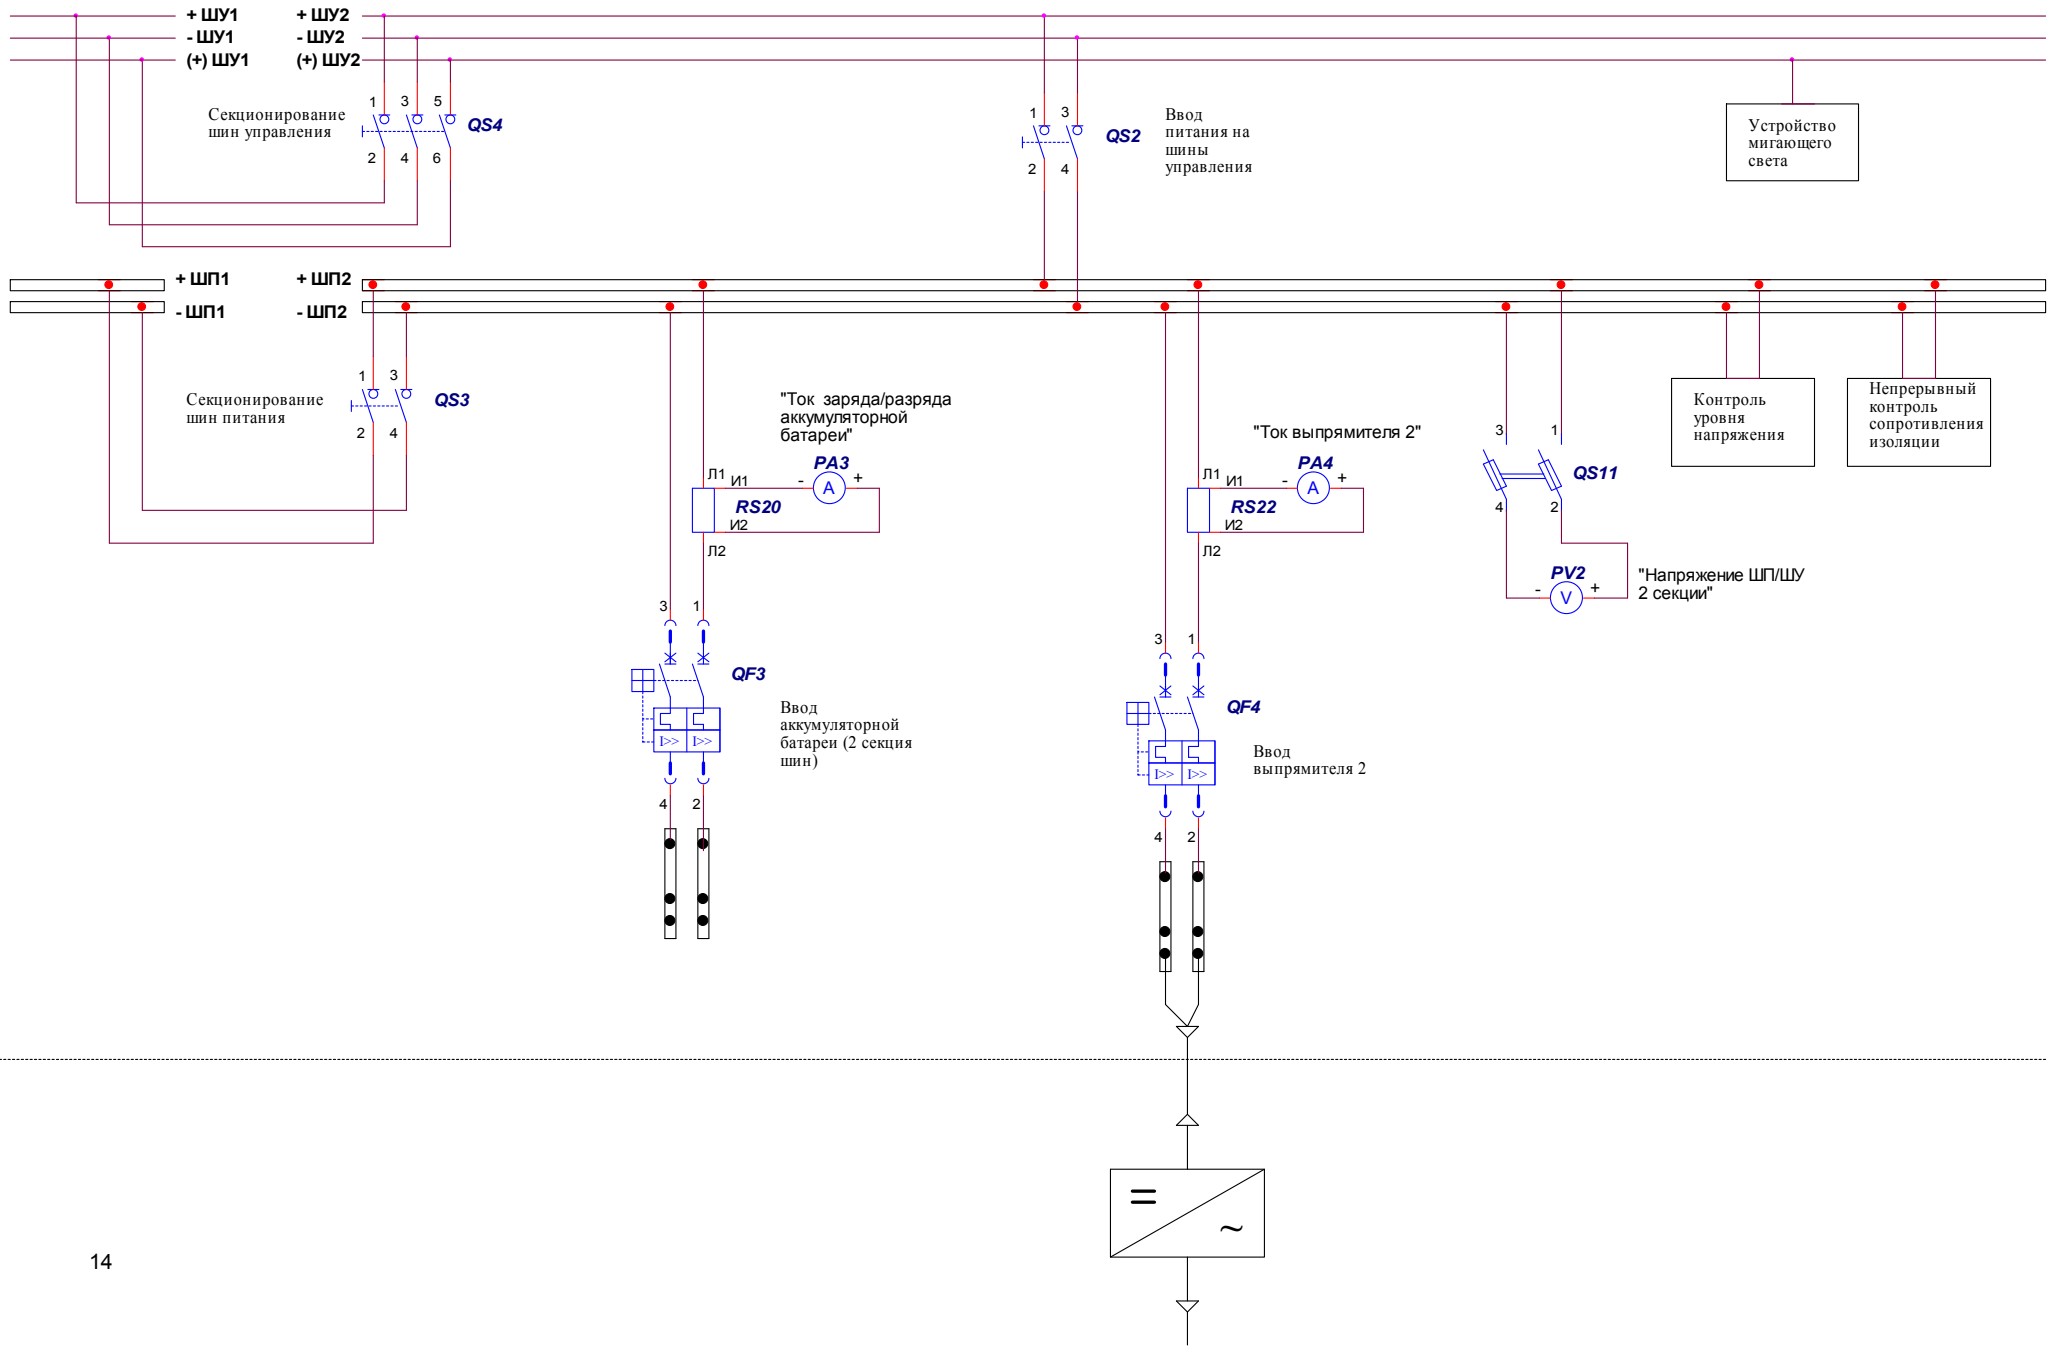 + ШУ1
+ ШУ2
- ШУ1
- ШУ2
(+) ШУ1
(+) ШУ2
Секционирование
шин управления
1
3
5
QS4
2
4
6
1
3
QS2
2
4
Ввод
питания на
шины
управления
Устройство
мигающего
света
+ ШП1
+ ШП2
- ШП1
- ШП2
Секционирование
шин питания
1
3
QS3
2
4
"Ток заряда/разряда
аккумуляторной
батареи"
PA3
Л1
И1
-
A
+
RS20
И2
Л2
"Ток выпрямителя 2"
PA4
Л1
И1
-
A
+
RS22
И2
Л2
3
1
QS11
4
2
PV2
-
V
+
"Напряжение ШП/ШУ
2 секции"
Контроль
уровня
напряжения
Непрерывный
контроль
сопротивления
изоляции
3
1
QF3
I>>
I>>
4
2
Ввод
аккумуляторной
батареи (2 секция
шин)
3
1
QF4
I>>
I>>
4
2
Ввод
выпрямителя 2
=
~
14